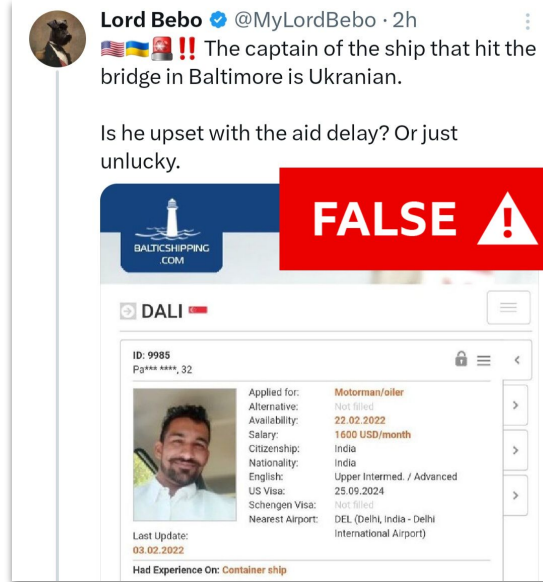 Lord Bebo @MyLordBebo · 2h
🇺🇸🇺🇦🚨‼️ The captain of the ship that hit the
bridge in Baltimore is Ukranian.
Is he upset with the aid delay? Or just
unlucky.
FALSE
BALTICSHIPPING
.COM
DALI
ID: 9985
Pa*** ****, 32
Applied for: Motorman/oiler
Alternative: Not filled
Availability: 22.02.2022
Salary: 1600 USD/month
Citizenship: India
Nationality: India
English: Upper Intermed. / Advanced
US Visa: 25.09.2024
Schengen Visa: Not filled
Nearest Airport: DEL (Delhi, India - Delhi
International Airport)
Last Update:
03.02.2022
Had Experience On: Container ship